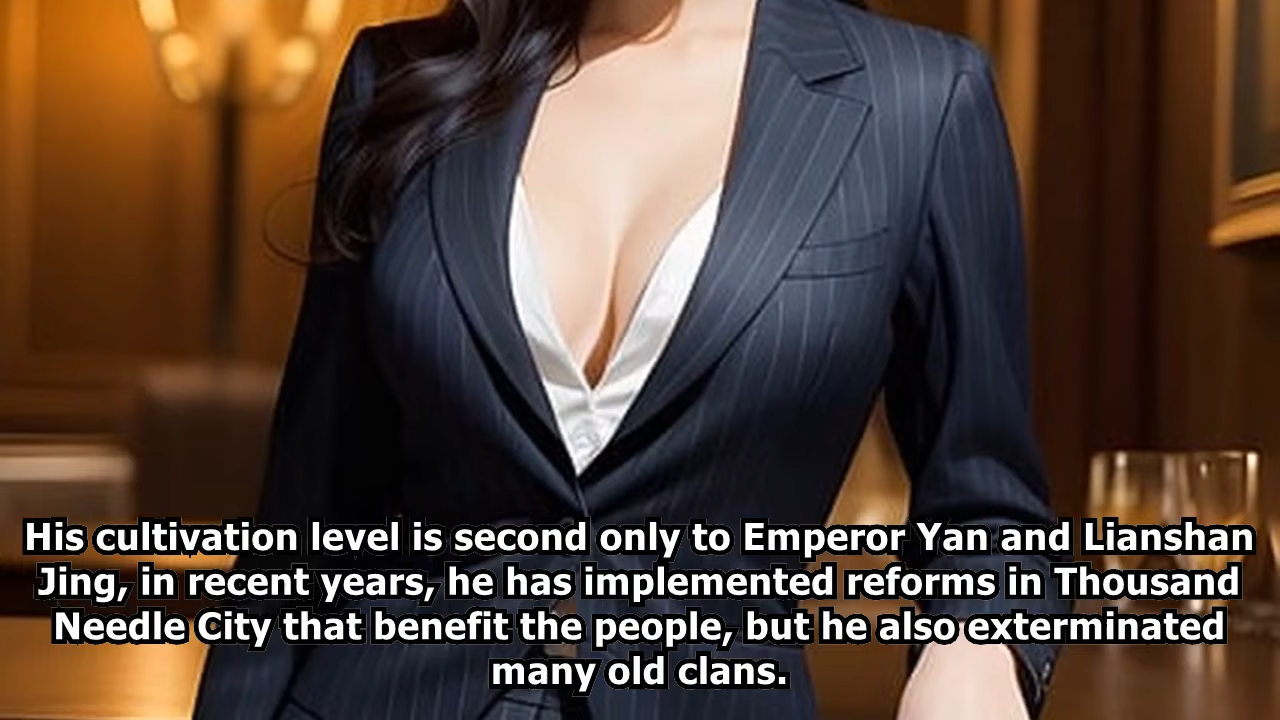 His cultivation level is second only to Emperor Yan and Lianshan
Jing, in recent years, he has implemented reforms in Thousand
Needle City that benefit the people, but he also exterminated
many old clans.